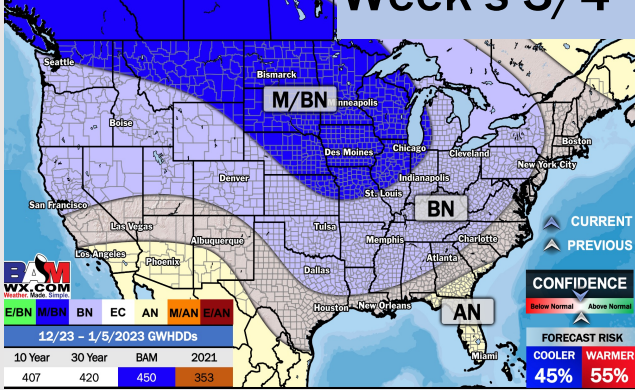 Week's 3/4
Seattle
Bismarck
M/BN
Minneapolis
Boise
Boston
Des Moines
Chicago
Cleveland
New York City
Denver
Indianapolis
St. Louis
San Francisco
BN
CURRENT
Las Vegas
Tulsa
Memphis
Charlotte
PREVIOUS
Albuquerque
Los Angeles
Phoenix
Atlanta
Dallas
BAM
WX.COM
Weather. Made. Simple.
CONFIDENCE
Below Normal
Above Normal
Houston
New Orleans
AN
Miami
E/BN M/BN BN EC AN M/AN E/AN
12/23 – 1/5/2023 GWHDDs
10 Year 30 Year BAM 2021
407 420 450 353
FORECAST RISK
COOLER WARMER
45% 55%